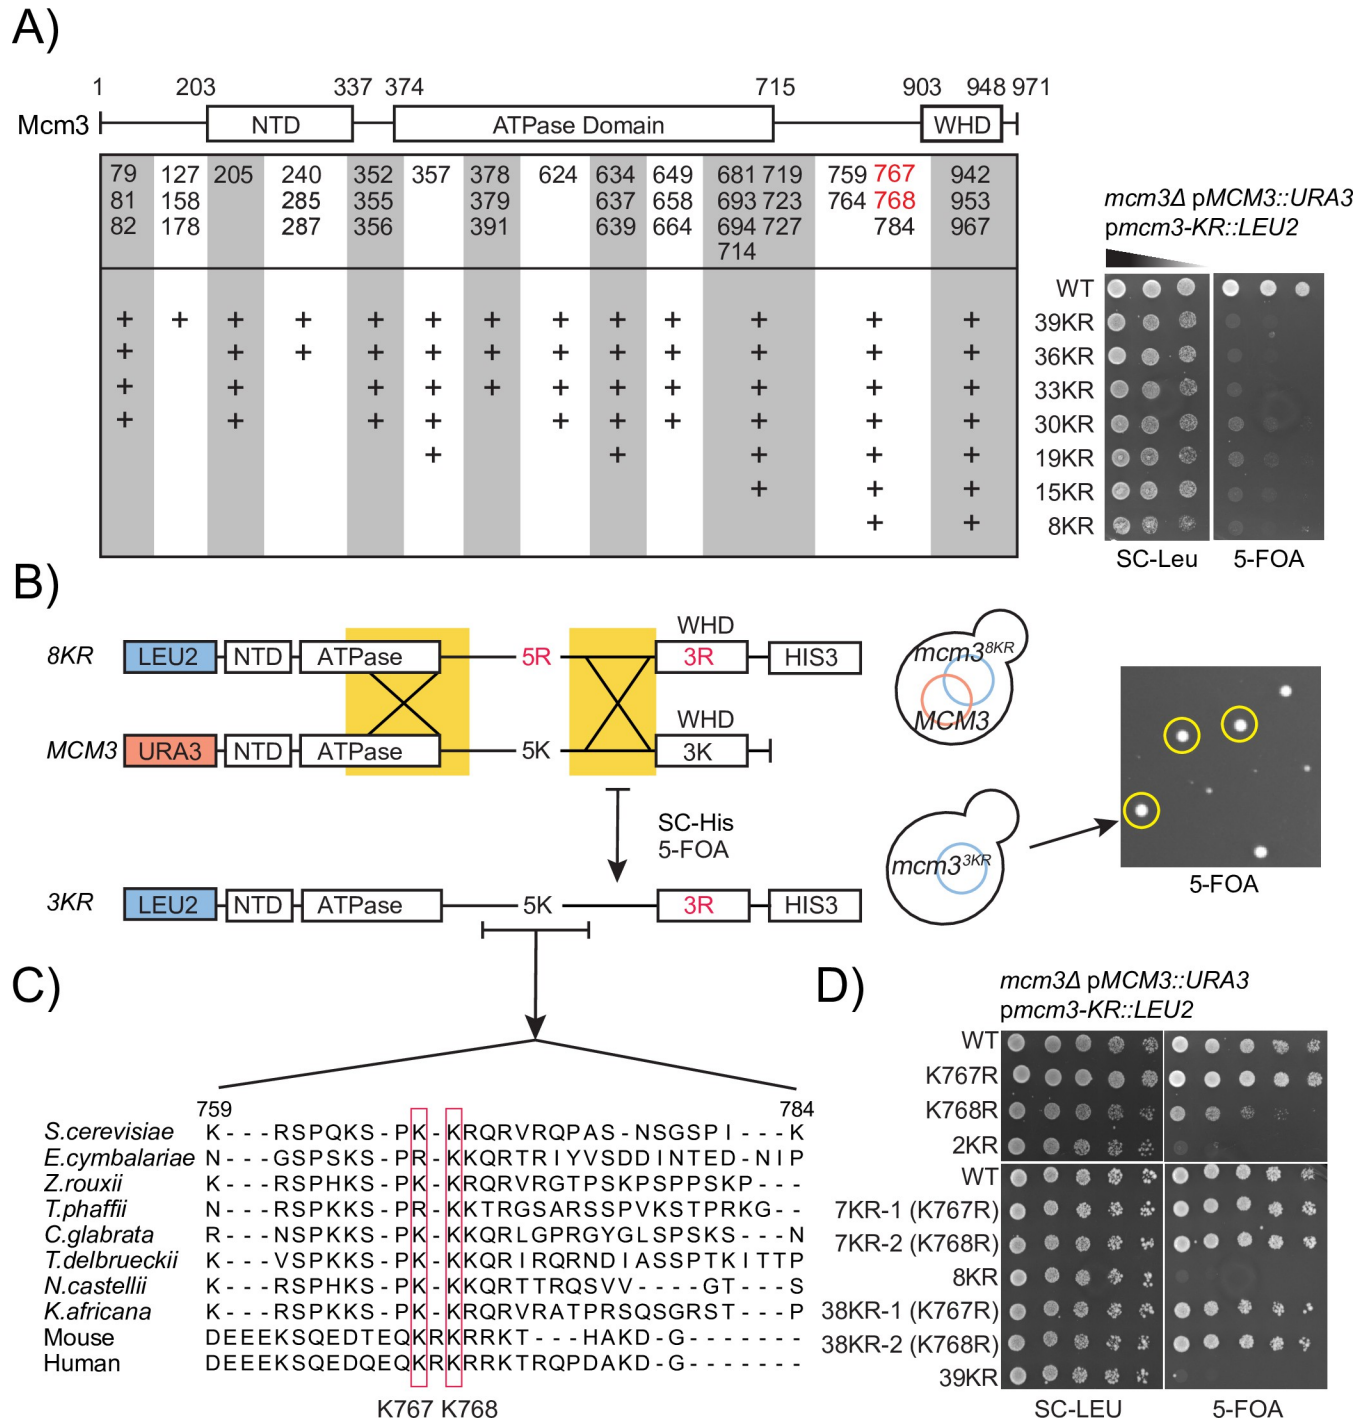 A)
1 203 337 374 715 903 948 971
Mcm3 NTD ATPase Domain WHD
79 127 205 240 352 357 378 624 634 649 681 719 759 767 942
81 158 285 355 379 637 658 693 723 764 768 953
82 178 287 356 391 639 664 694 727 784 967
714
mcm3Δ pMCM3::URA3
pmcm3-KR::LEU2
WT
+ + + + + + + + + + + + + 39KR
+ + + + + + + + + + + + 36KR
+ + + + + + + + + + + 33KR
+ + + + + + + + + + 30KR
+ + + + + 19KR
+ + + 15KR
+ + 8KR
SC-Leu 5-FOA
B)
WHD
8KR LEU2 NTD ATPase 5R 3R HIS3
WHD
MCM3 URA3 NTD ATPase 5K 3K
mcm38KR
MCM3
SC-His
5-FOA
mcm33KR
5-FOA
3KR LEU2 NTD ATPase 5K 3R HIS3
C)
759 784
S.cerevisiae K---RSPQKS-PK-KRQRVRQPAS-NSGSPI---K
E.cymbalariae N---GSPSKS-PR-KKQRTRIYVSDDINTED-NIP
Z.rouxii K---RSPHKS-PK-KRQRVRGTPSKPSPPSKP---
T.phaffii N---RSPKKS-PR-KKTRGSARSSPVKSTPRKG--
C.glabrata R---NSPKKS-PK-KKQRLGPRGYGLSPSKS---N
T.delbrueckii K---VSPKKS-PK-KRQRIRQRNDIASSPTKITTP
N.castellii K---RSPHKS-PK-KKQRTTRQSVV----GT---S
K.africana K---RSPKKS-PK-KRQRVRATPRSQSGRST---P
Mouse DEEEKSQEDTEQKRKRRKT---HAKD-G-------
Human DEEEKSQEDQEQKRKRRKTRQPDAKD-G-------
K767 K768
D)
mcm3Δ pMCM3::URA3
pmcm3-KR::LEU2
WT
K767R
K768R
2KR
WT
7KR-1 (K767R)
7KR-2 (K768R)
8KR
38KR-1 (K767R)
38KR-2 (K768R)
39KR
SC-LEU 5-FOA